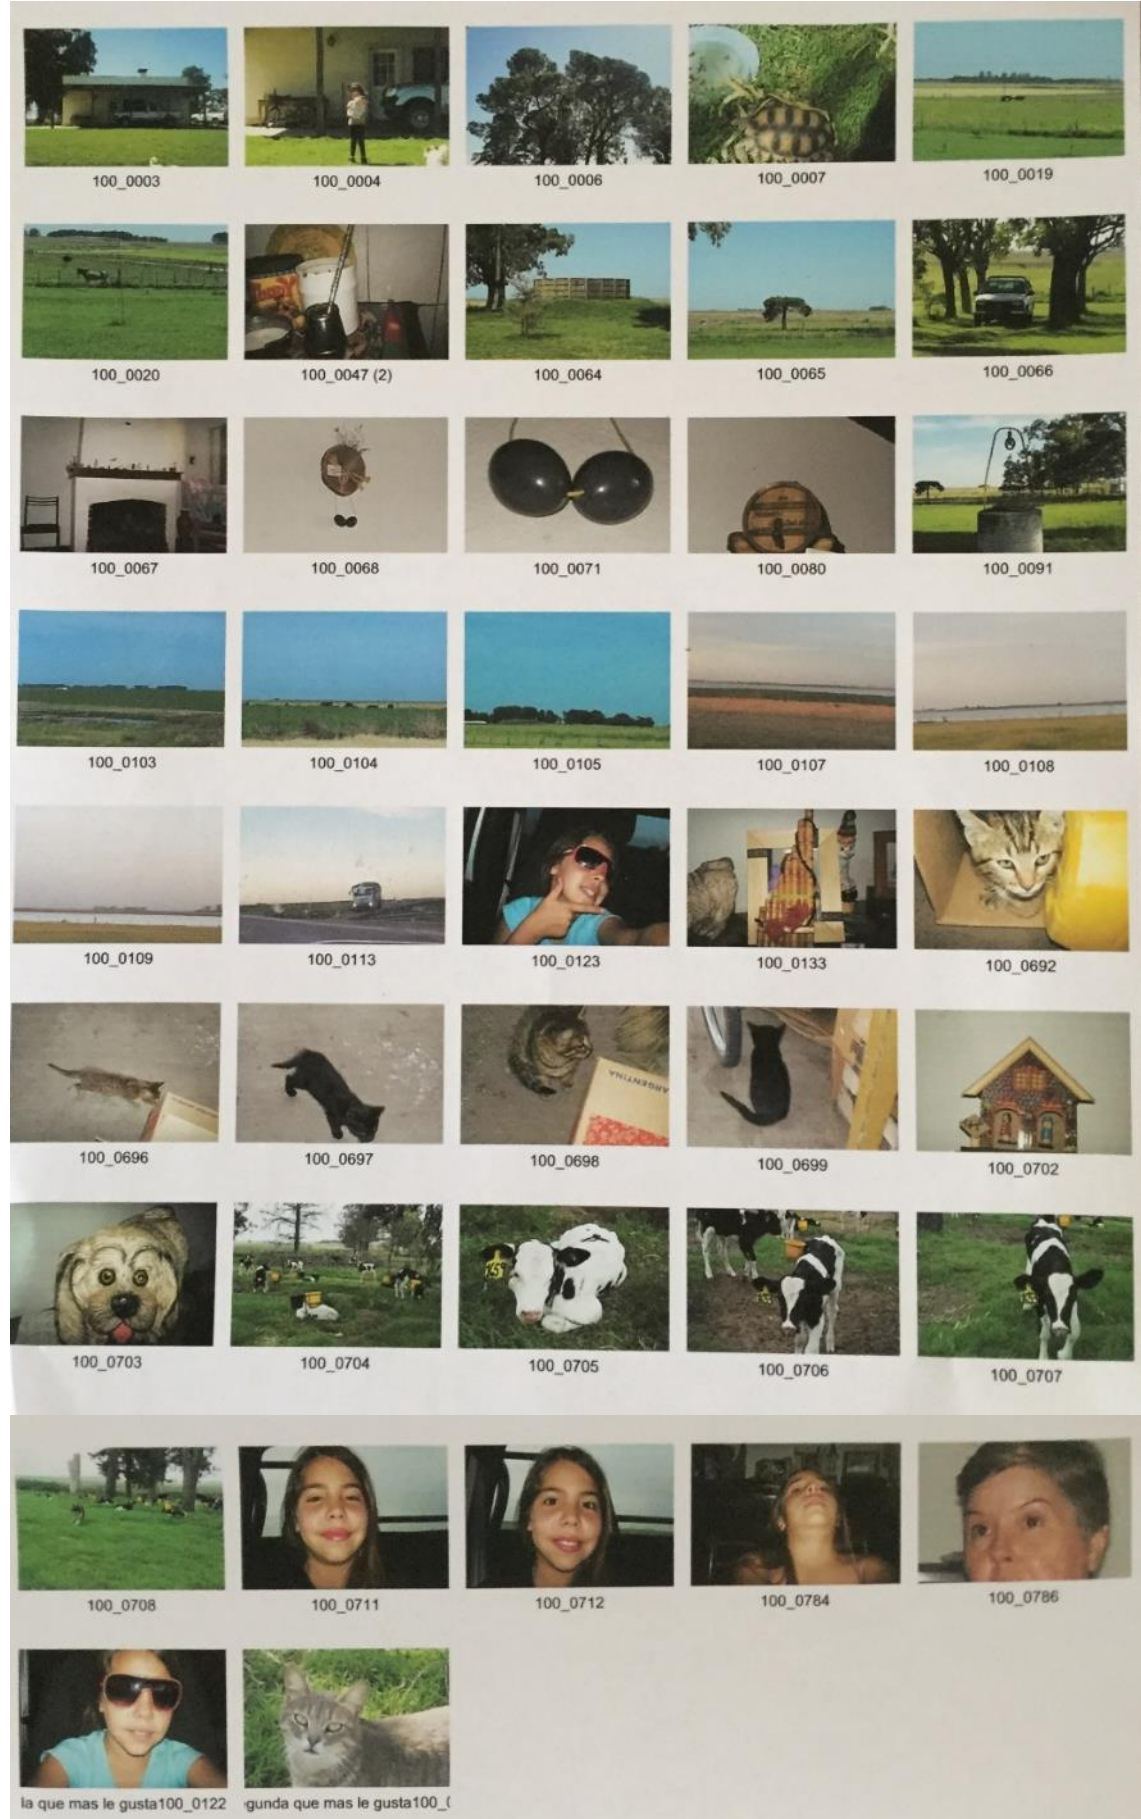 100_0003 100_0004 100_0006 100_0007 100_0019
100_0020 100_0047 (2) 100_0064 100_0065 100_0066
100_0067 100_0068 100_0071 100_0080 100_0091
100_0103 100_0104 100_0105 100_0107 100_0108
100_0109 100_0113 100_0123 100_0133 100_0692
ARGENTINA
100_0696 100_0697 100_0698 100_0699 100_0702
100_0703 100_0704 100_0705 100_0706 100_0707
100_0708 100_0711 100_0712 100_0784 100_0786
la que mas le gusta100_0122 gunda que mas le gusta100_(